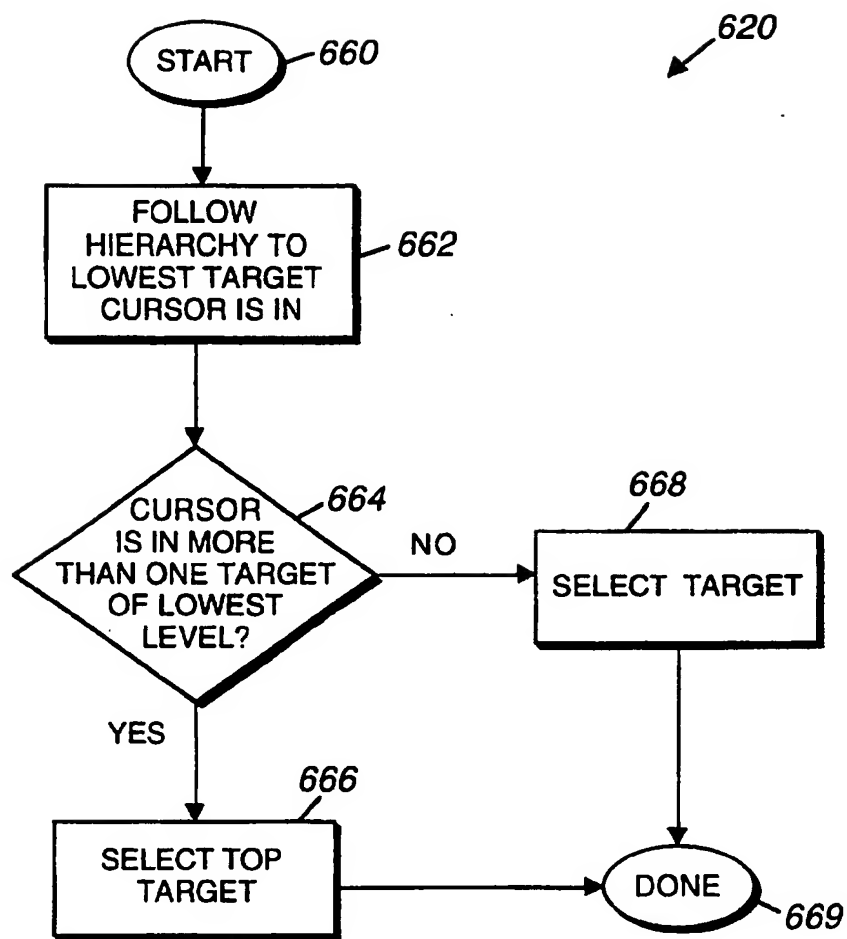 START
660
620
FOLLOW
HIERARCHY TO
LOWEST TARGET
CURSOR IS IN
662
CURSOR
IS IN MORE
THAN ONE TARGET
OF LOWEST
LEVEL?
664
NO
668
SELECT TARGET
YES
666
SELECT TOP
TARGET
DONE
669